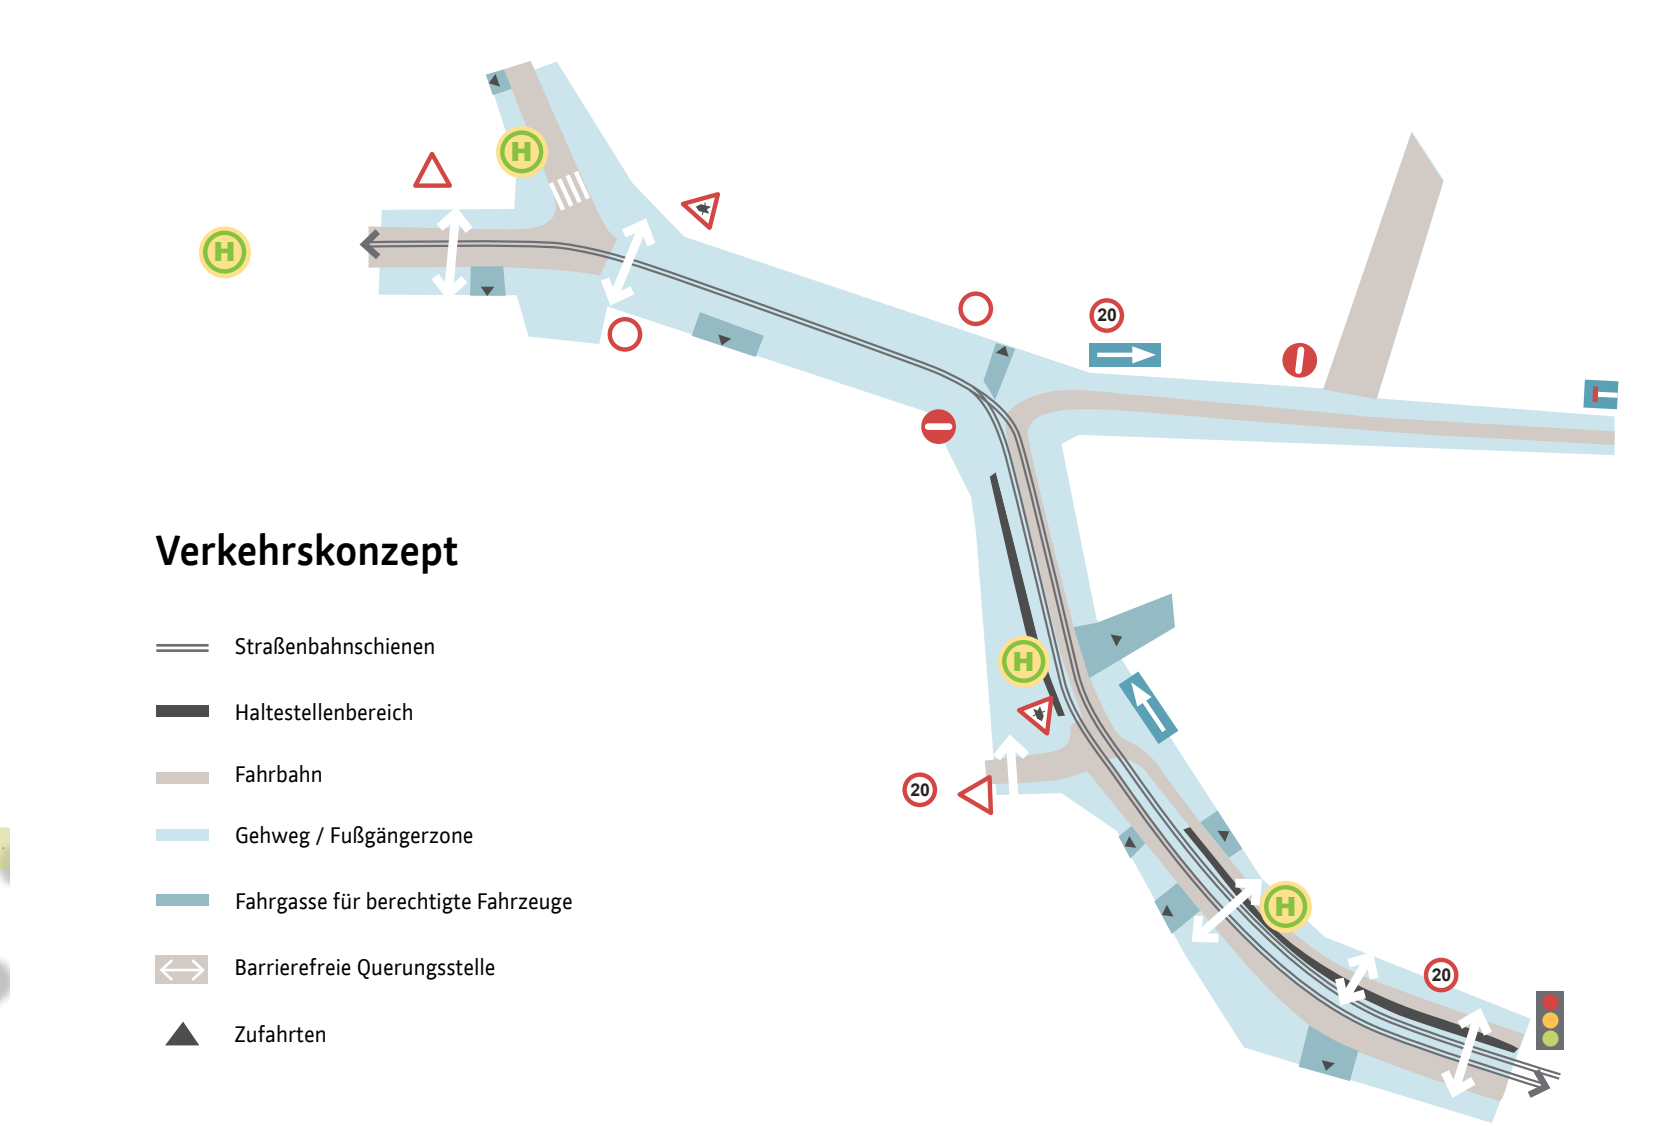 H
H
20
H
20
H
20
Verkehrskonzept
Straßenbahnschienen
Haltestellenbereich
Fahrbahn
Gehweg / Fußgängerzone
Fahrgasse für berechtigte Fahrzeuge
Barrierefreie Querungsstelle
Zufahrten